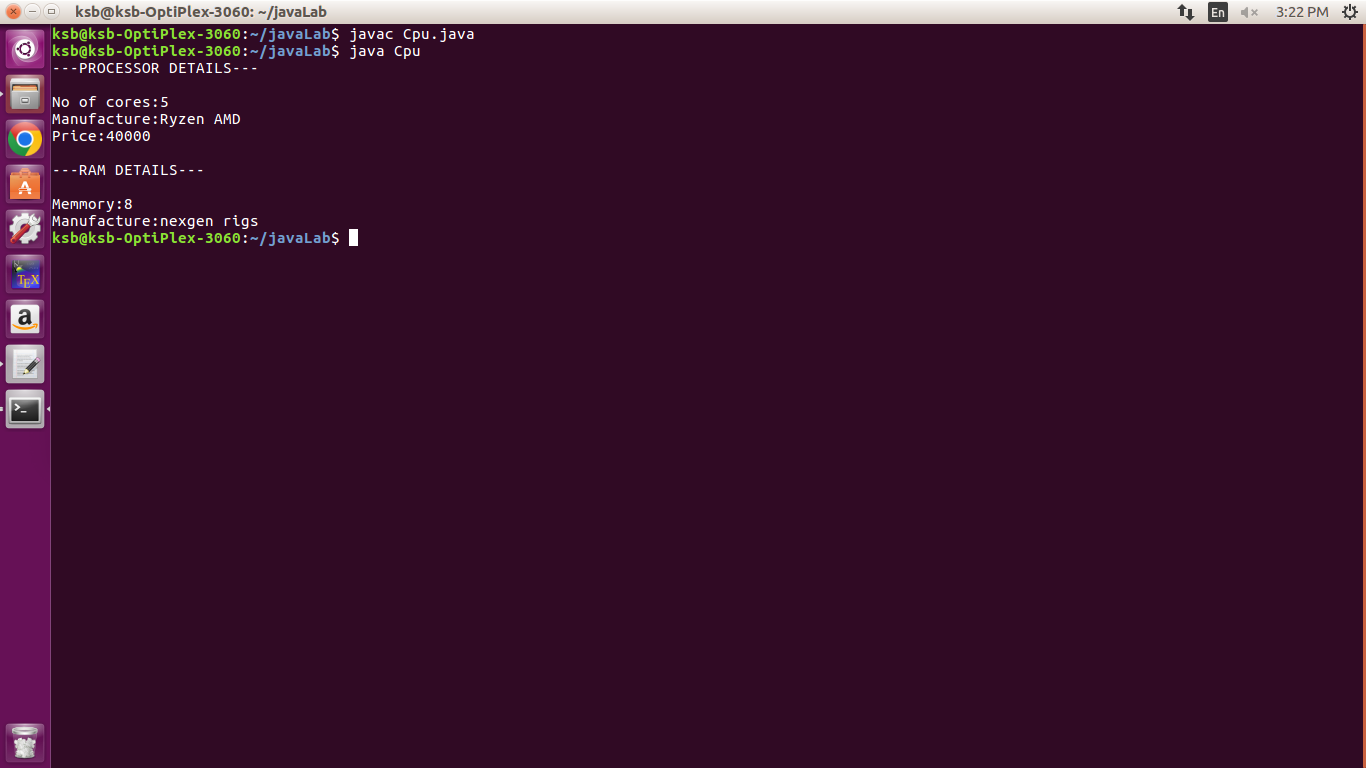 ksb@ksb-OptiPlex-3060: ~/javaLab
En
3:22 PM
ksb@ksb-OptiPlex-3060:~/javaLab$ javac Cpu.java
ksb@ksb-OptiPlex-3060:~/javaLab$ java Cpu
---PROCESSOR DETAILS---
No of cores:5
Manufacture:Ryzen AMD
Price:40000
---RAM DETAILS---
Memmory:8
Manufacture:nexgen rigs
ksb@ksb-OptiPlex-3060:~/javaLab$
A
TEX
a
>_